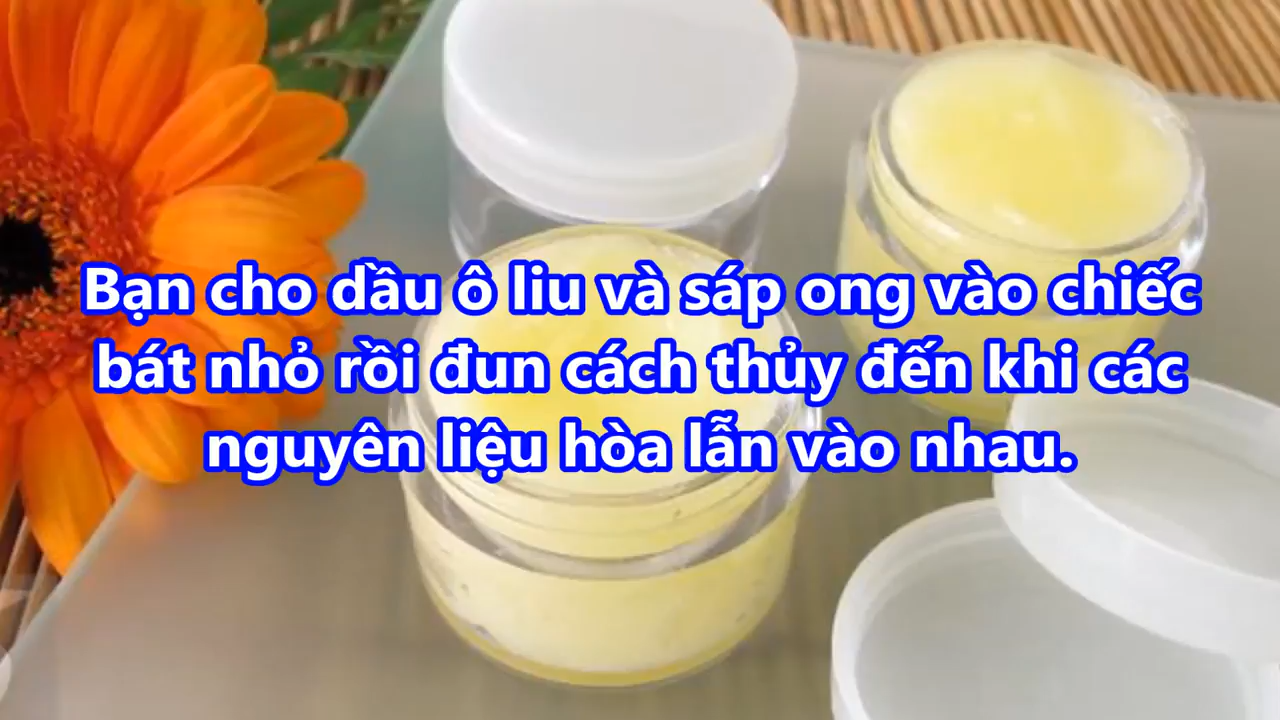 Bạn cho dầu ô liu và sáp ong vào chiếc
bát nhỏ rồi đun cách thủy đến khi các
nguyên liệu hòa lẫn vào nhau.